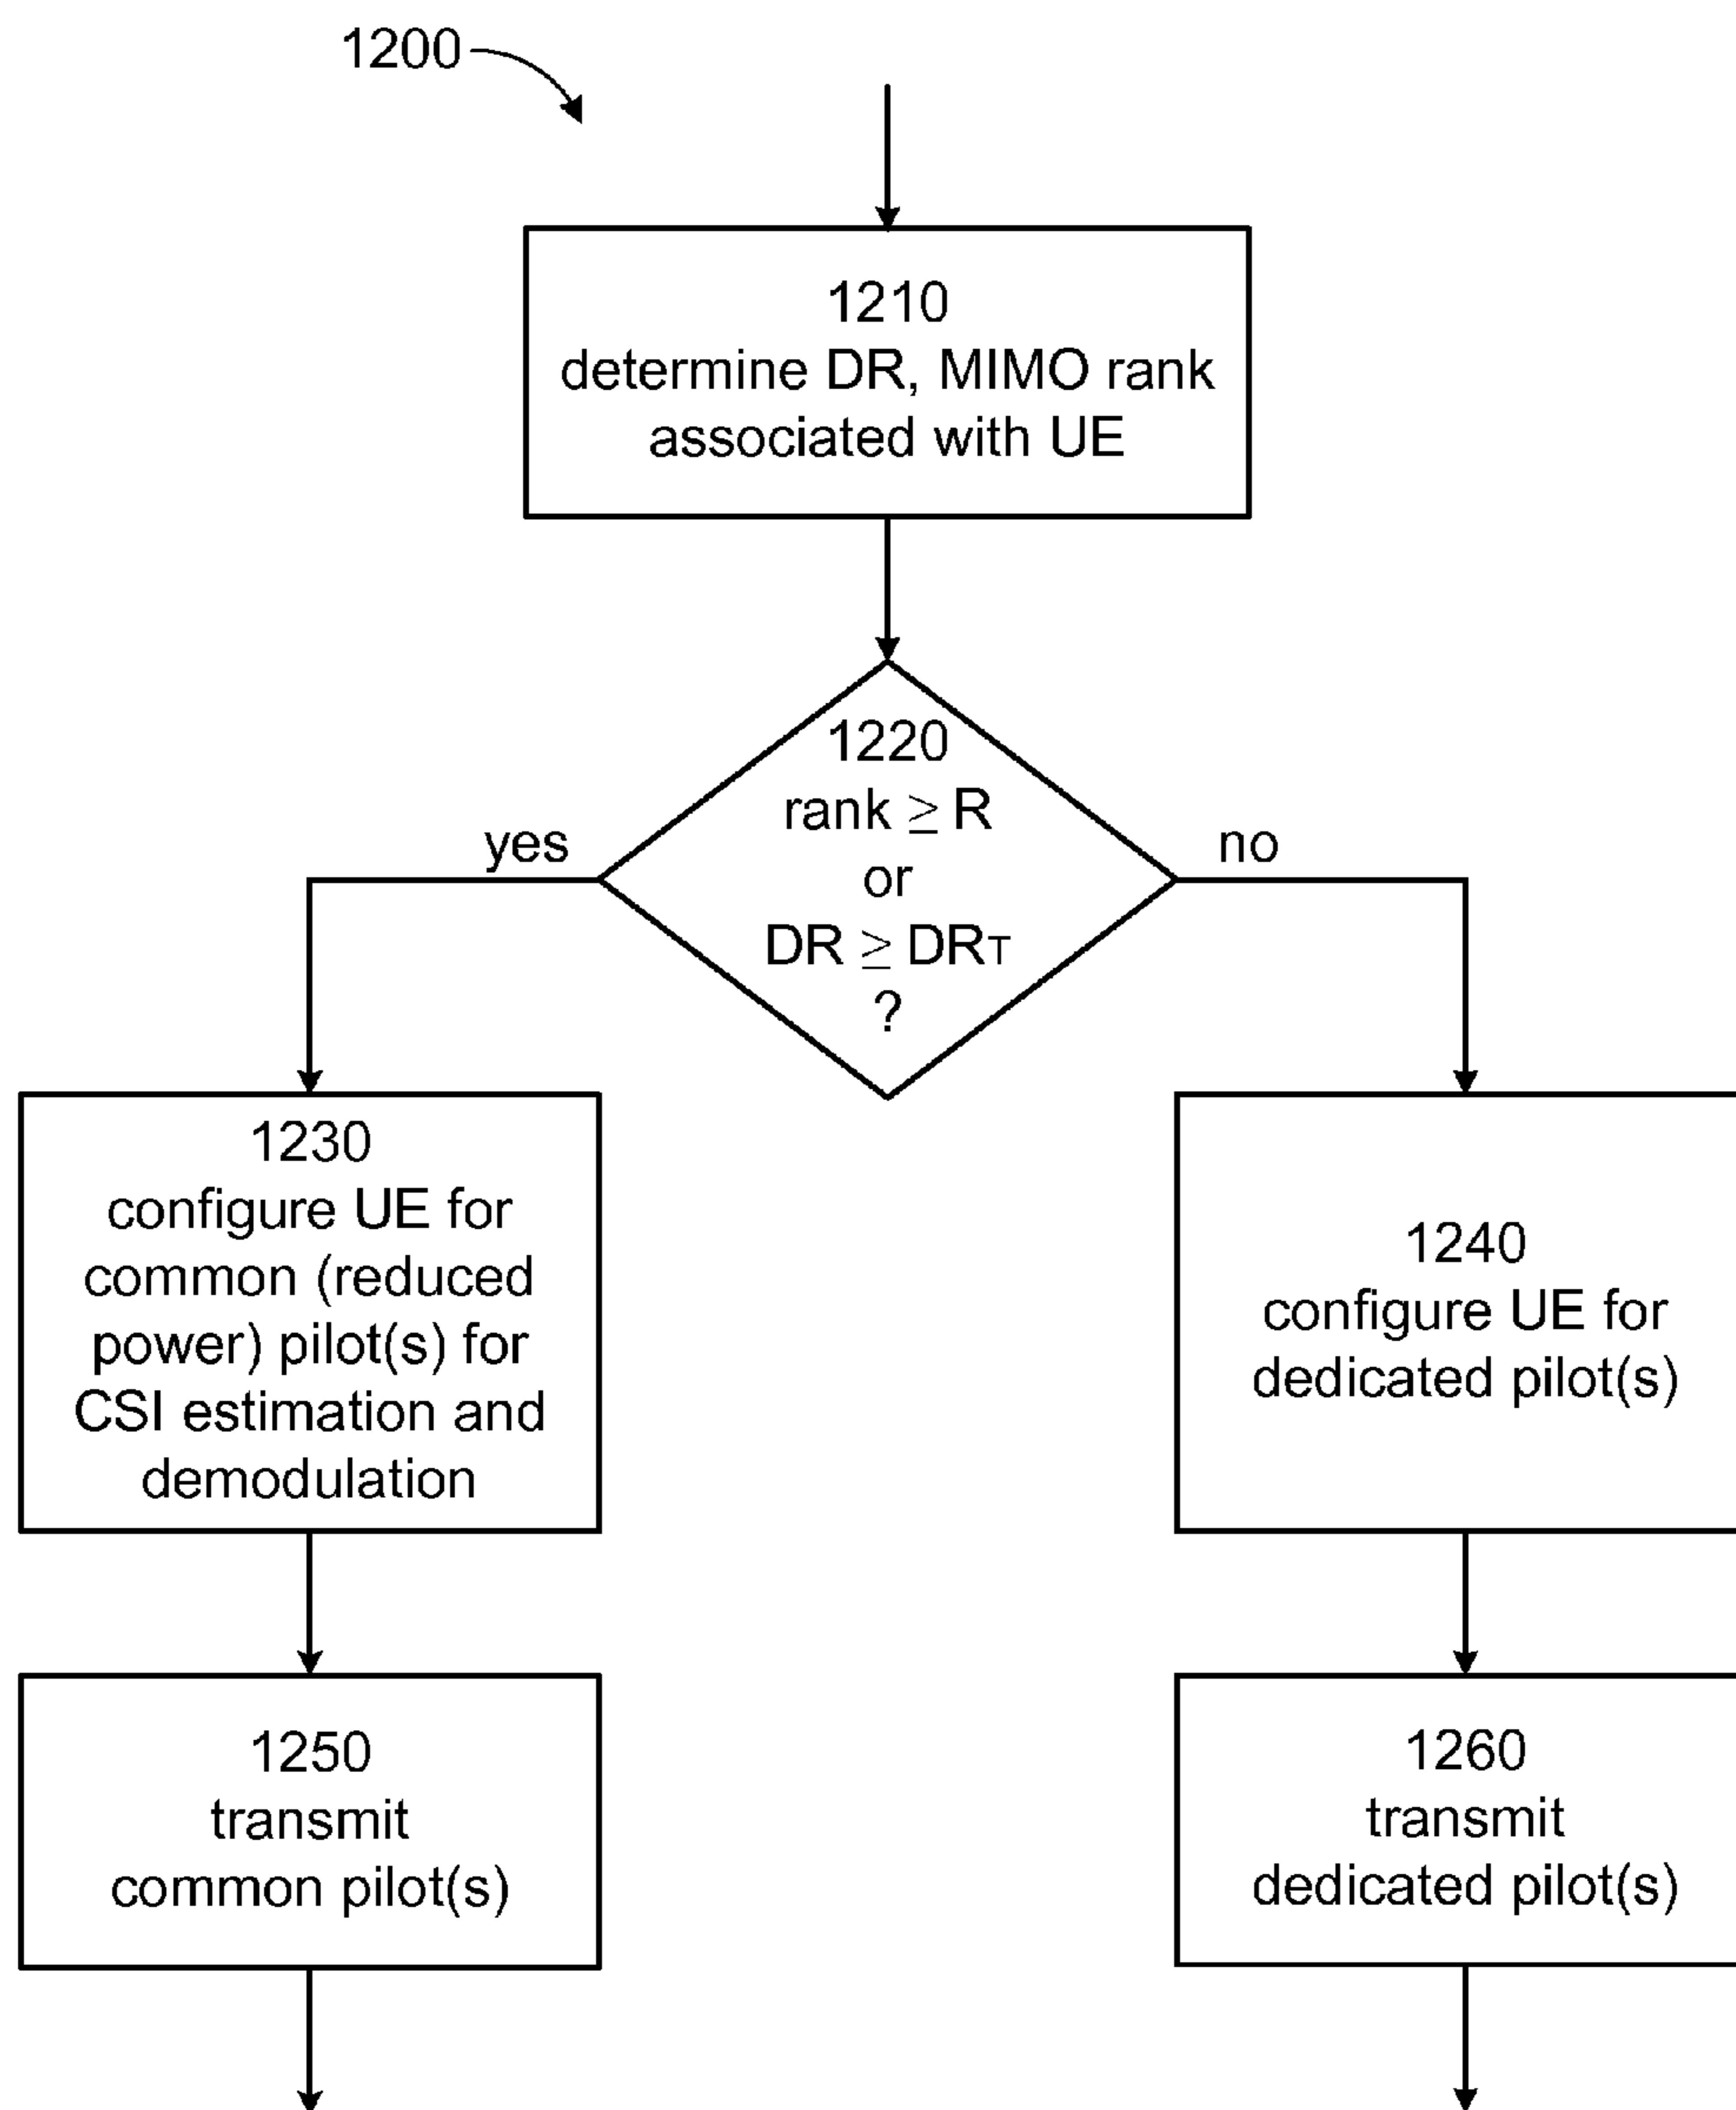 1200
1210
determine DR, MIMO rank
associated with UE
1220
rank ≥ R
or
DR ≥ DRT
?
yes
no
1230
configure UE for
common (reduced
power) pilot(s) for
CSI estimation and
demodulation
1240
configure UE for
dedicated pilot(s)
1250
transmit
common pilot(s)
1260
transmit
dedicated pilot(s)